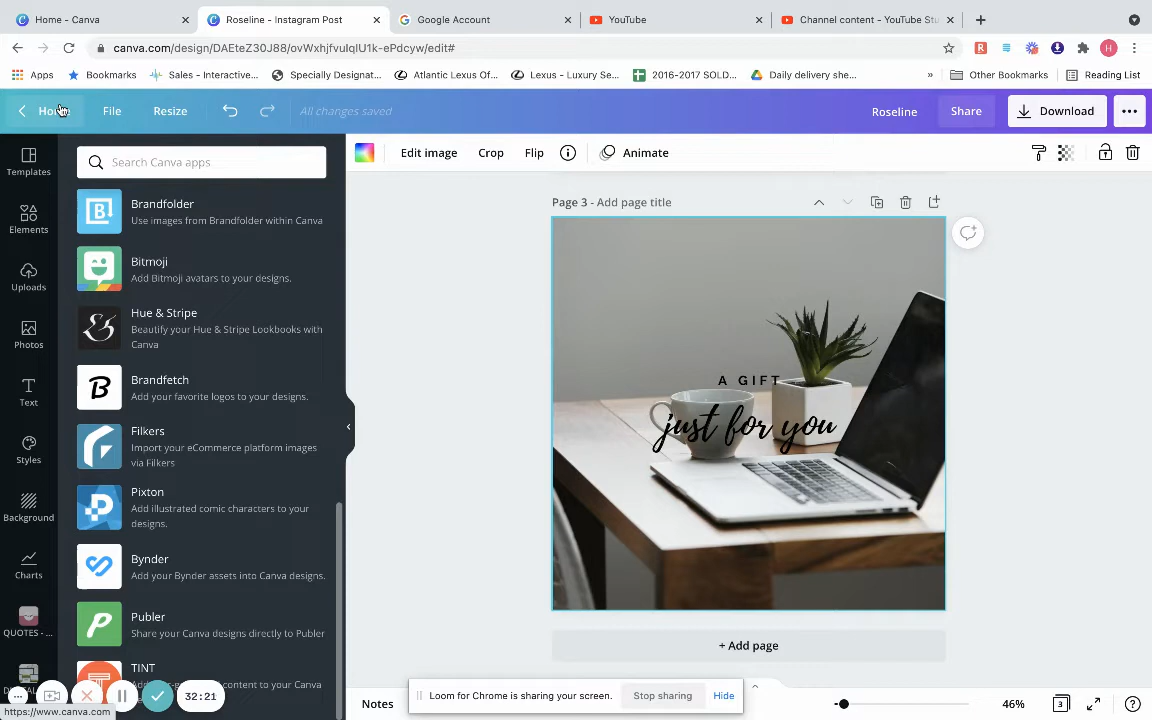 Home - Canva
Roseline - Instagram Post
Google Account
YouTube
Channel content - YouTube Stu
canva.com/design/DAEteZ30J88/ovWxhjfvuIqIU1k-ePdcyw/edit#
R
H
Apps
Bookmarks
Sales - Interactive...
Specially Designat...
Atlantic Lexus Of...
Lexus - Luxury Se...
2016-2017 SOLD...
Daily delivery she...
»
Other Bookmarks
Reading List
File
Resize
All changes saved
Roseline
Share
Download
Templates
Elements
Uploads
Photos
Text
Styles
Background
Charts
QUOTES - ...
Search Canva apps
Brandfolder
Use images from Brandfolder within Canva
Bitmoji
Add Bitmoji avatars to your designs.
Hue & Stripe
Beautify your Hue & Stripe Lookbooks with
Canva
Brandfetch
Add your favorite logos to your designs.
Filkers
Import your eCommerce platform images
via Filkers
Pixton
Add illustrated comic characters to your
designs.
Bynder
Add your Bynder assets into Canva designs.
Publer
Share your Canva designs directly to Publer
TINT
content to your
32:21
https://www.canva.com
Edit image
Crop
Flip
Animate
Page 3 - Add page title
A GIFT
just for you
+ Add page
Notes
Loom for Chrome is sharing your screen.
Stop sharing
Hide
46%
3